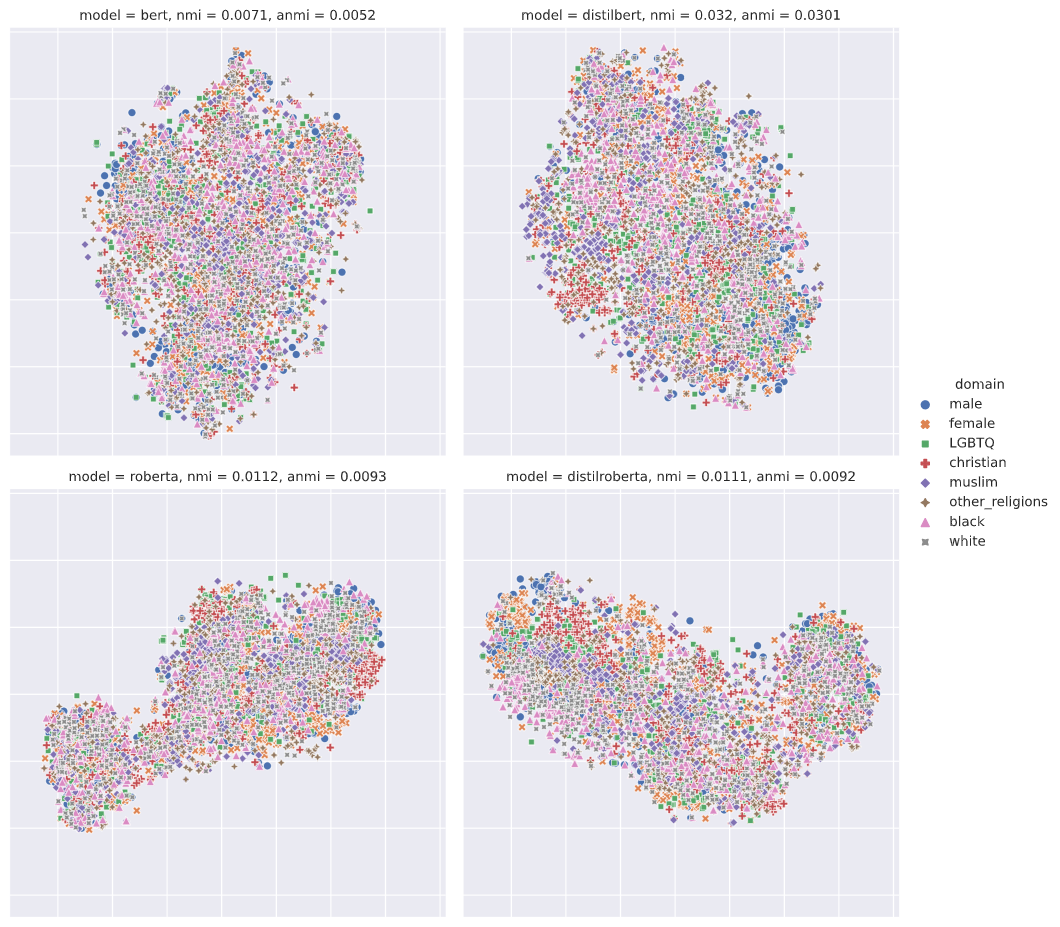 model = bert, nmi = 0.0071, anmi = 0.0052
model = distilbert, nmi = 0.032, anmi = 0.0301
model = roberta, nmi = 0.0112, anmi = 0.0093
model = distilroberta, nmi = 0.0111, anmi = 0.0092
domain
male
female
LGBTQ
christian
muslim
other_religions
black
white